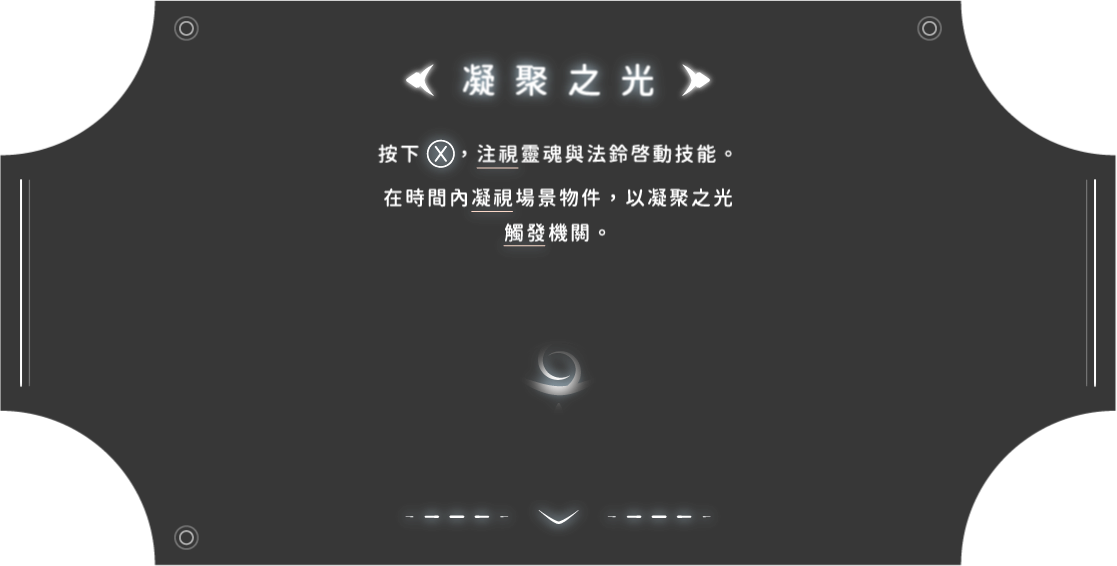 凝聚之光
按下Ⓧ，注視靈魂與法鈴啓動技能。
在時間內凝視場景物件，以凝聚之光
觸發機關。